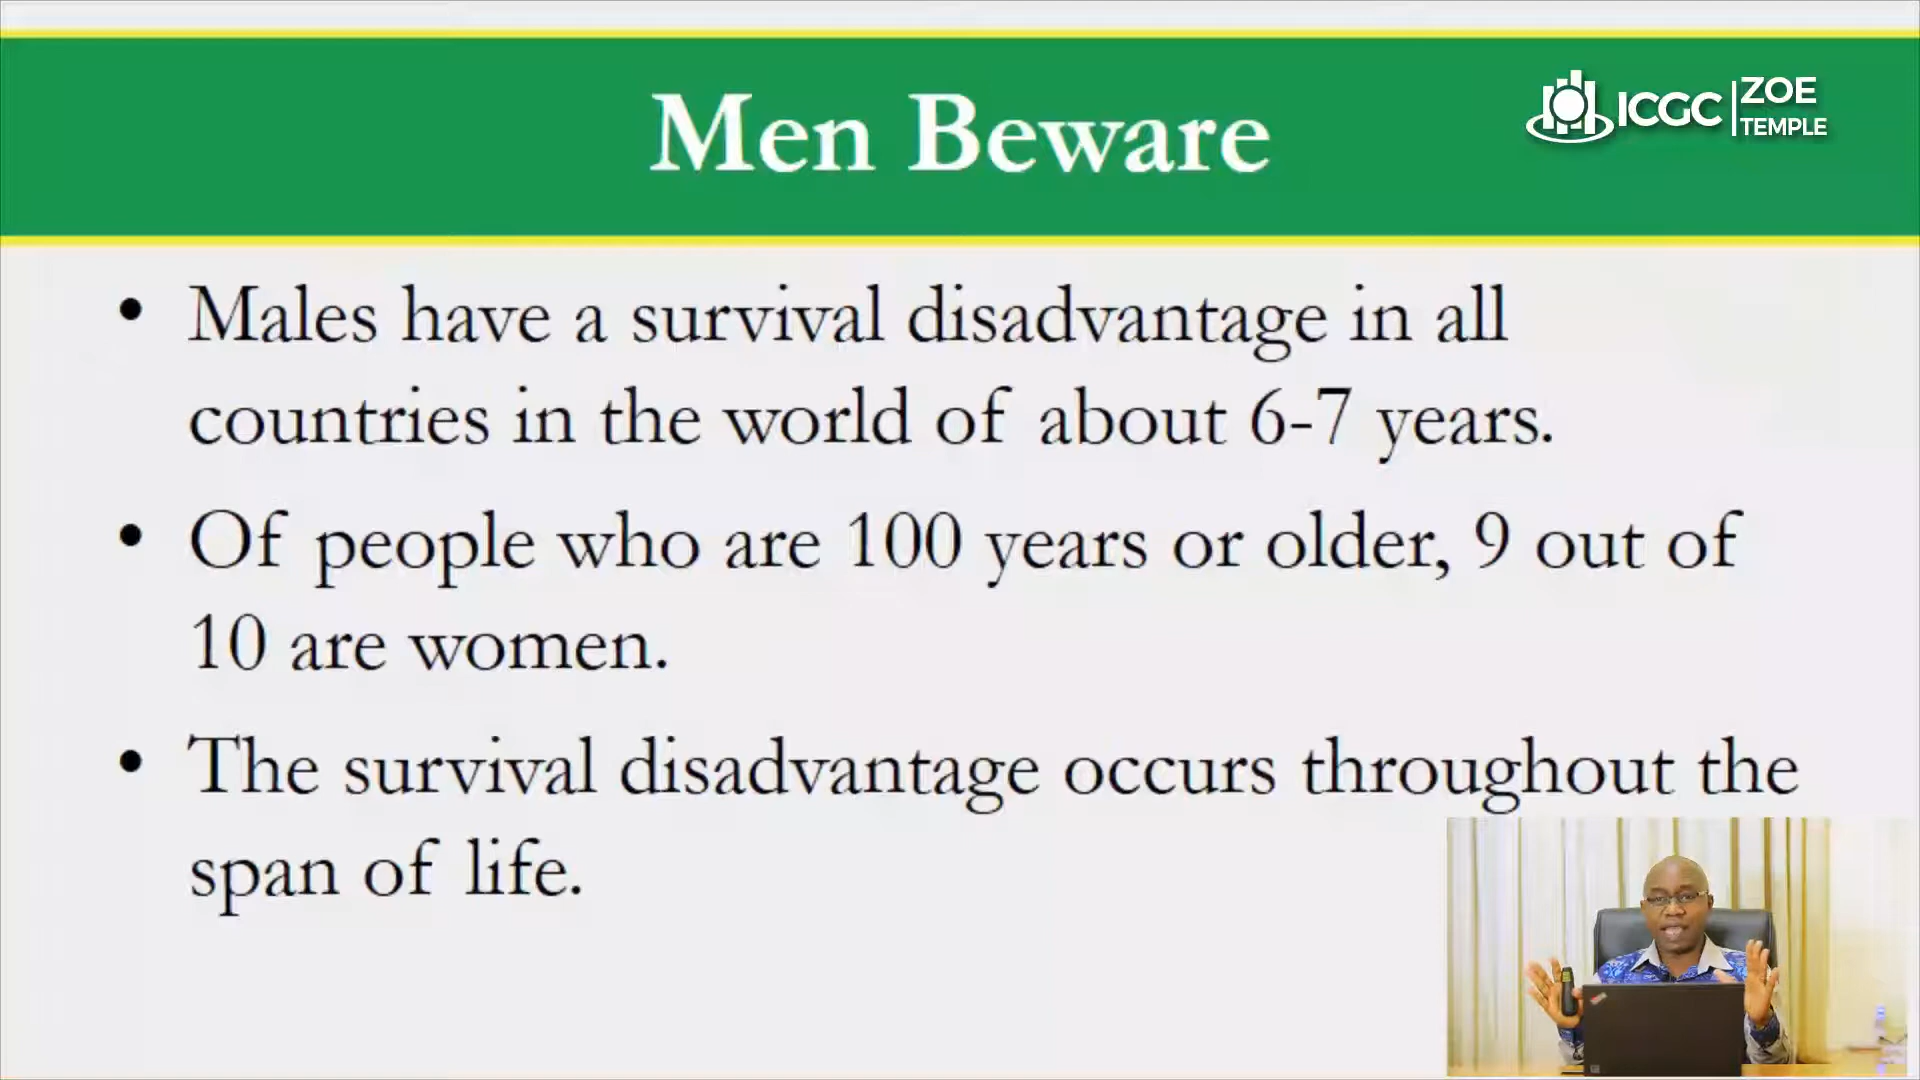 Men Beware
ICGC
ZOE
TEMPLE
• Males have a survival disadvantage in all
countries in the world of about 6-7 years.
• Of people who are 100 years or older, 9 out of
10 are women.
• The survival disadvantage occurs throughout the
span of life.